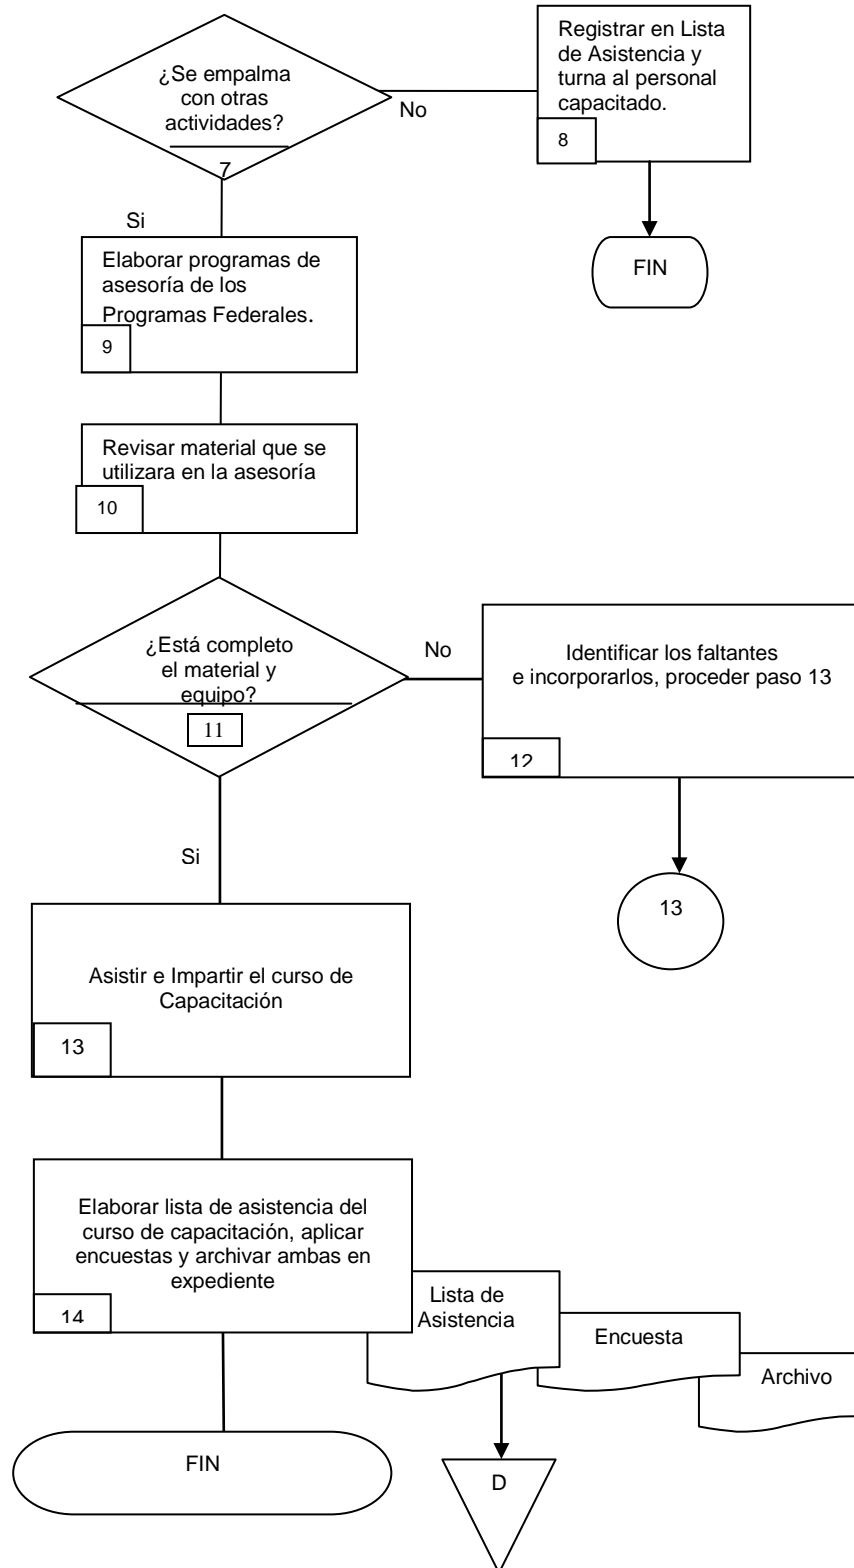 ¿Se empalma
con otras
actividades?
7
No
Registrar en Lista
de Asistencia y
turna al personal
capacitado.
8
FIN
Si
Elaborar programas de
asesoría de los
Programas Federales.
9
Revisar material que se
utilizara en la asesoría
10
¿Está completo
el material y
equipo?
11
No
Identificar los faltantes
e incorporarlos, proceder paso 13
12
13
Si
Asistir e Impartir el curso de
Capacitación
13
Elaborar lista de asistencia del
curso de capacitación, aplicar
encuestas y archivar ambas en
expediente
14
Lista de
Asistencia
Encuesta
Archivo
FIN
D